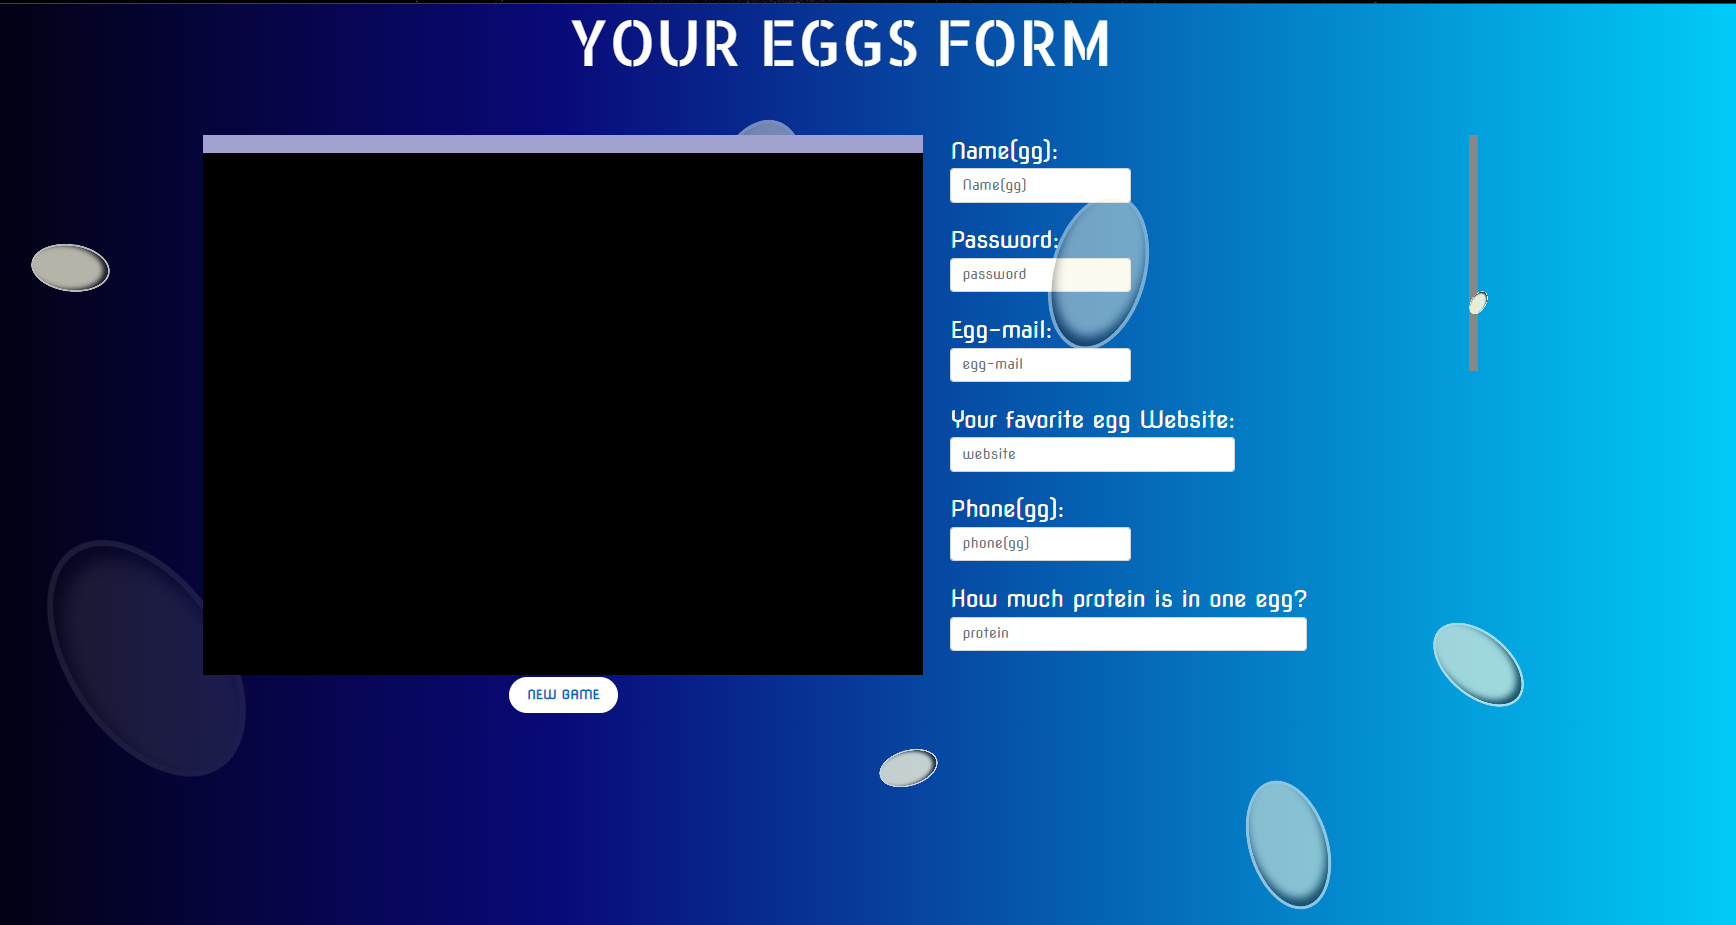 YOUR EGGS FORM
Name(gg):
Name(gg)
Password:
password
Egg-mail:
egg-mail
Your favorite egg Website:
website
Phone(gg):
phone(gg)
How much protein is in one egg?
protein
NEW GAME